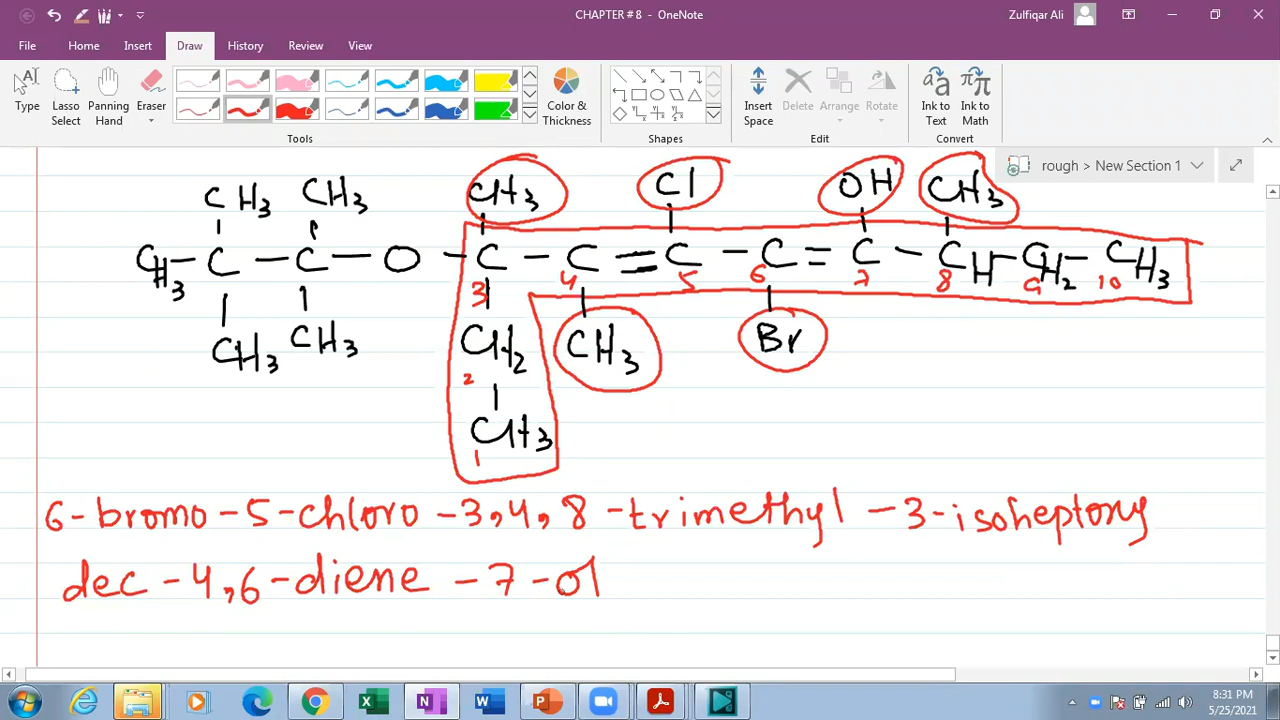 CHAPTER # 8 - OneNote
Zulfiqar Ali
File Home Insert Draw History Review View
Type
Lasso Select
Panning Hand
Eraser
Color & Thickness
Insert Space
Delete
Arrange
Rotate
Ink to Text
Ink to Math
Tools
Shapes
Edit
Convert
rough > New Section 1
CH3 CH3 CH3 Cl OH CH3
CH3 – C – C – O – C – C = C – C = C – CH – CH2 – CH3
3 4 5 6 7 8 9 10
CH3 CH3 CH2 CH3 Br
2
CH3
1
6-bromo-5-chloro-3,4,8-trimethyl-3-isoheptoxy
dec-4,6-diene-7-ol
8:31 PM
5/25/2021